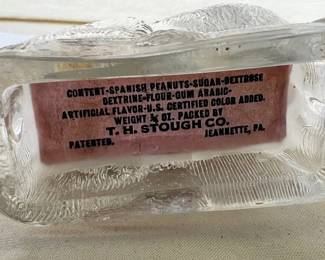 CONTENT-SPANISH PEANUTS-SUGAR-DEXTROSE
DEXTRINE-FLOUR-GUM ARABIC-
ARTIFICIAL FLAVOR-U.S. CERTIFIED COLOR ADDED.
WEIGHT ¾ OZ. PACKED BY
T. H. STOUGH CO.
PATENTED. JEANNETTE, PA.